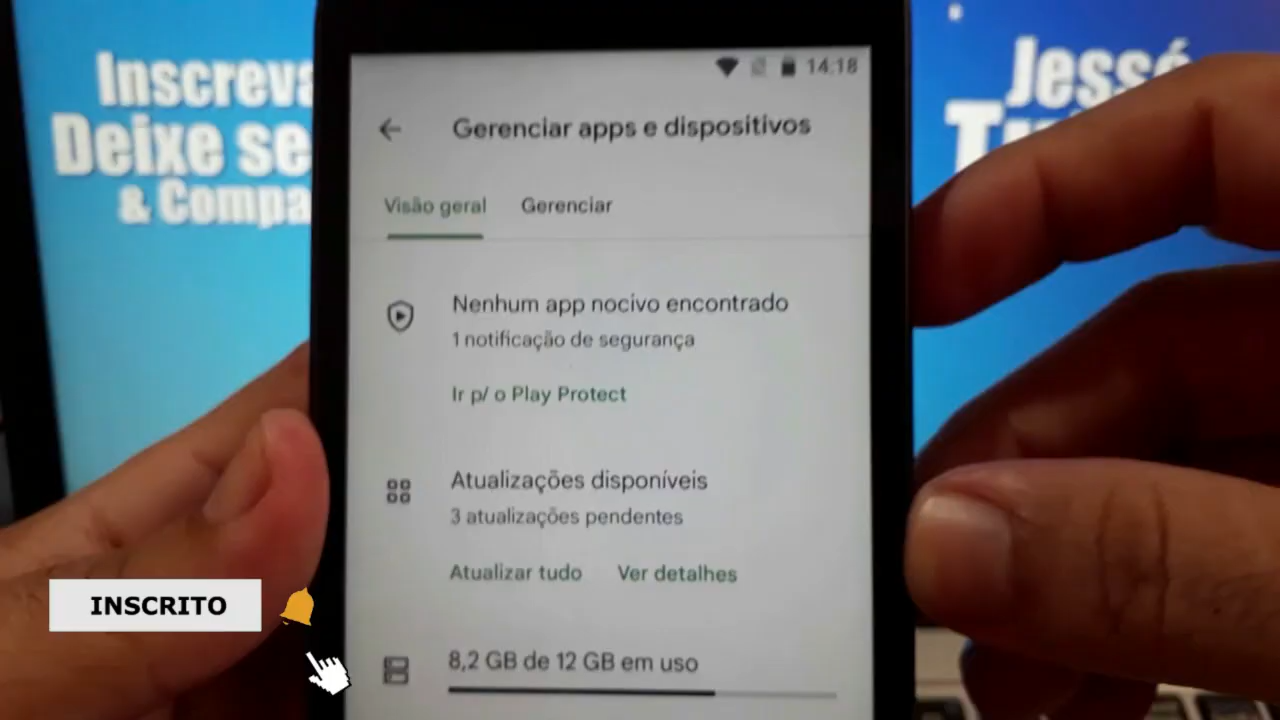 Inscreva
Deixe se
& Compa
Jessé
14:18
Gerenciar apps e dispositivos
Visão geral
Gerenciar
Nenhum app nocivo encontrado
1 notificação de segurança
Ir p/ o Play Protect
Atualizações disponíveis
3 atualizações pendentes
Atualizar tudo
Ver detalhes
8,2 GB de 12 GB em uso
INSCRITO